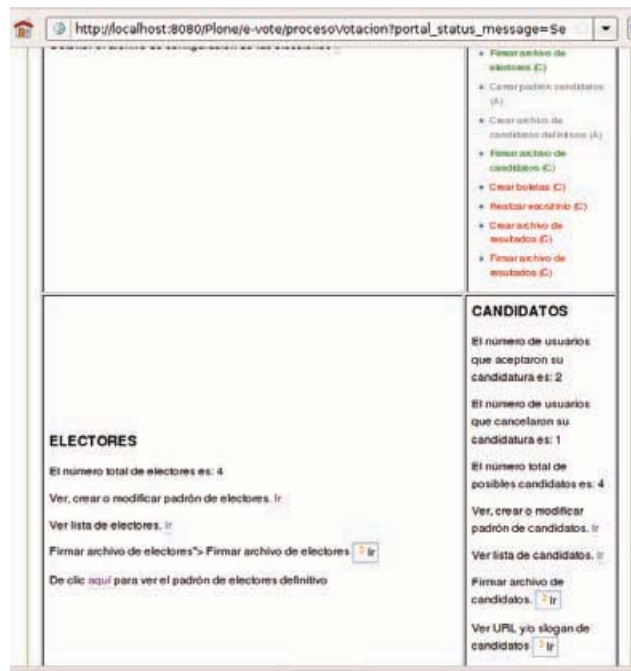 http://localhost:8080/Plone/e-vote/procesoVotacion?portal_status_message=Se
Firmar archivo de
electores (C)
Cerrar padrón candidatos
(A)
Crear archivo de
candidatos definitivos (A)
Firmar archivo de
candidatos (C)
Crear boletas (C)
Realizar escrutinio (C)
Crear archivo de
resultados (C)
Firmar archivo de
resultados (C)
ELECTORES
El número total de electores es: 4
Ver, crear o modificar padrón de electores. Ir
Ver lista de electores. Ir
Firmar archivo de electores"> Firmar archivo de electores Ir
De clic aquí para ver el padrón de electores definitivo
CANDIDATOS
El número de usuarios
que aceptaron su
candidatura es: 2
El número de usuarios
que cancelaron su
candidatura es: 1
El número total de
posibles candidatos es: 4
Ver, crear o modificar
padrón de candidatos. Ir
Ver lista de candidatos. Ir
Firmar archivo de
candidatos. Ir
Ver URL y/o slogan de
candidatos Ir